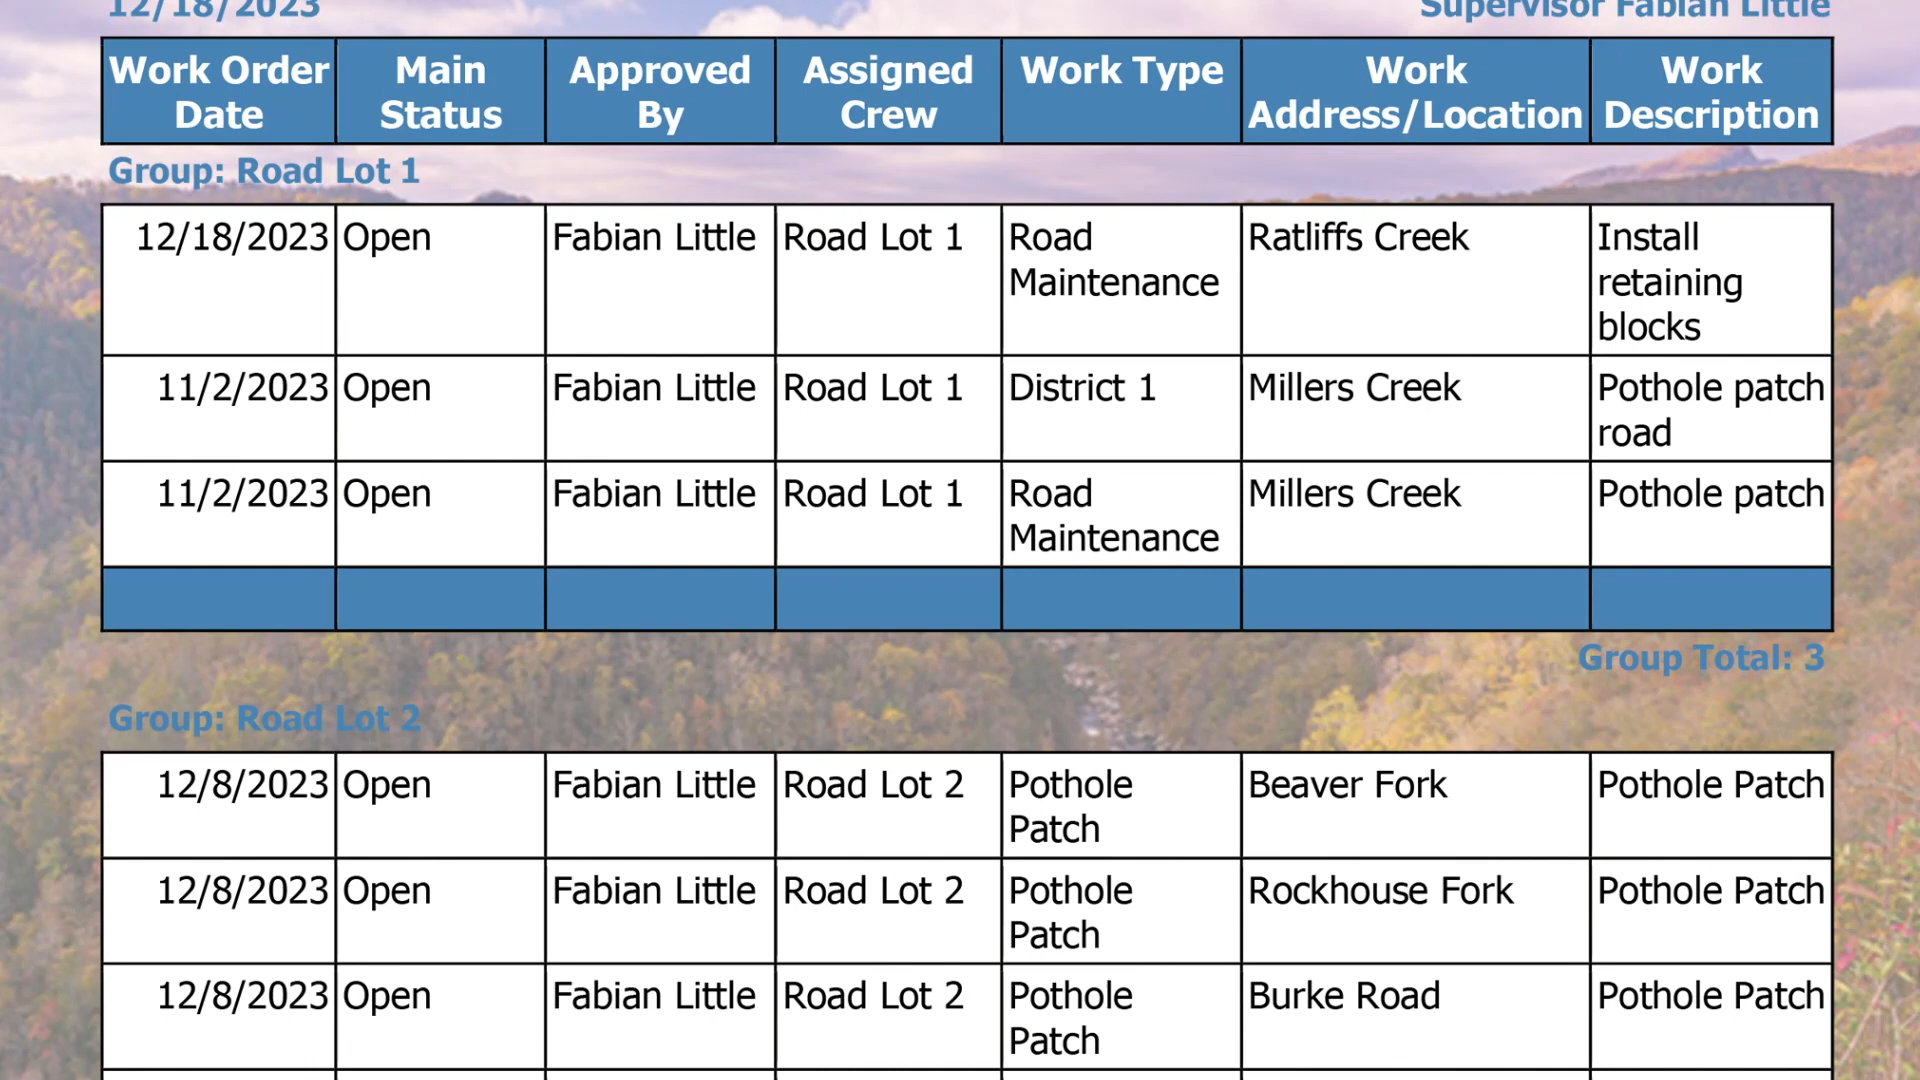 12/18/2023 Supervisor Fabian Little
Work Order Date Main Status Approved By Assigned Crew Work Type Work Address/Location Work Description
Group: Road Lot 1
12/18/2023 Open Fabian Little Road Lot 1 Road Maintenance Ratliffs Creek Install retaining blocks
11/2/2023 Open Fabian Little Road Lot 1 District 1 Millers Creek Pothole patch road
11/2/2023 Open Fabian Little Road Lot 1 Road Maintenance Millers Creek Pothole patch
Group Total: 3
Group: Road Lot 2
12/8/2023 Open Fabian Little Road Lot 2 Pothole Patch Beaver Fork Pothole Patch
12/8/2023 Open Fabian Little Road Lot 2 Pothole Patch Rockhouse Fork Pothole Patch
12/8/2023 Open Fabian Little Road Lot 2 Pothole Patch Burke Road Pothole Patch